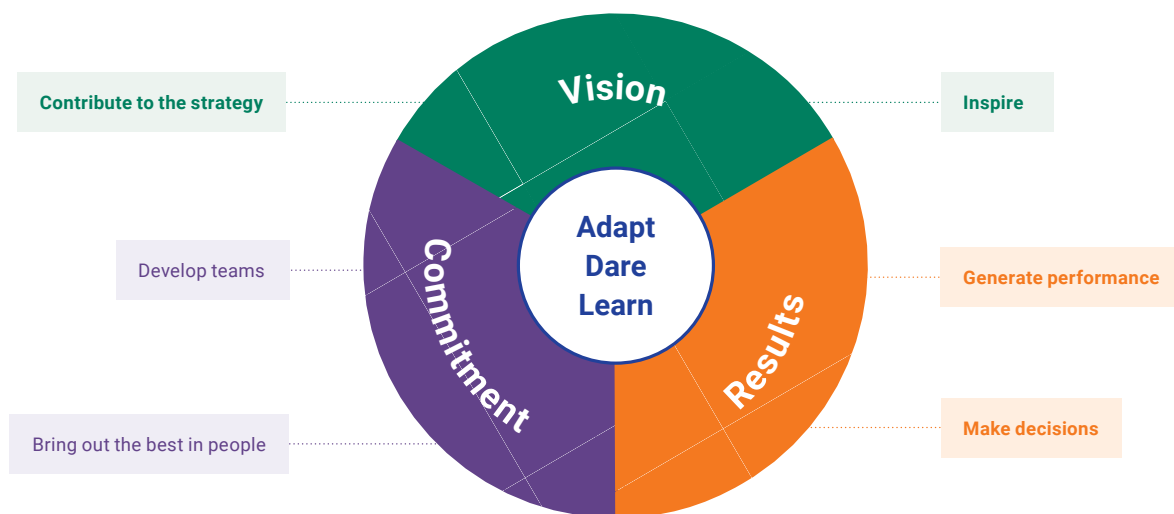 Vision
Contribute to the strategy
Inspire
Adapt
Dare
Learn
Commitment
Develop teams
Generate performance
Results
Bring out the best in people
Make decisions